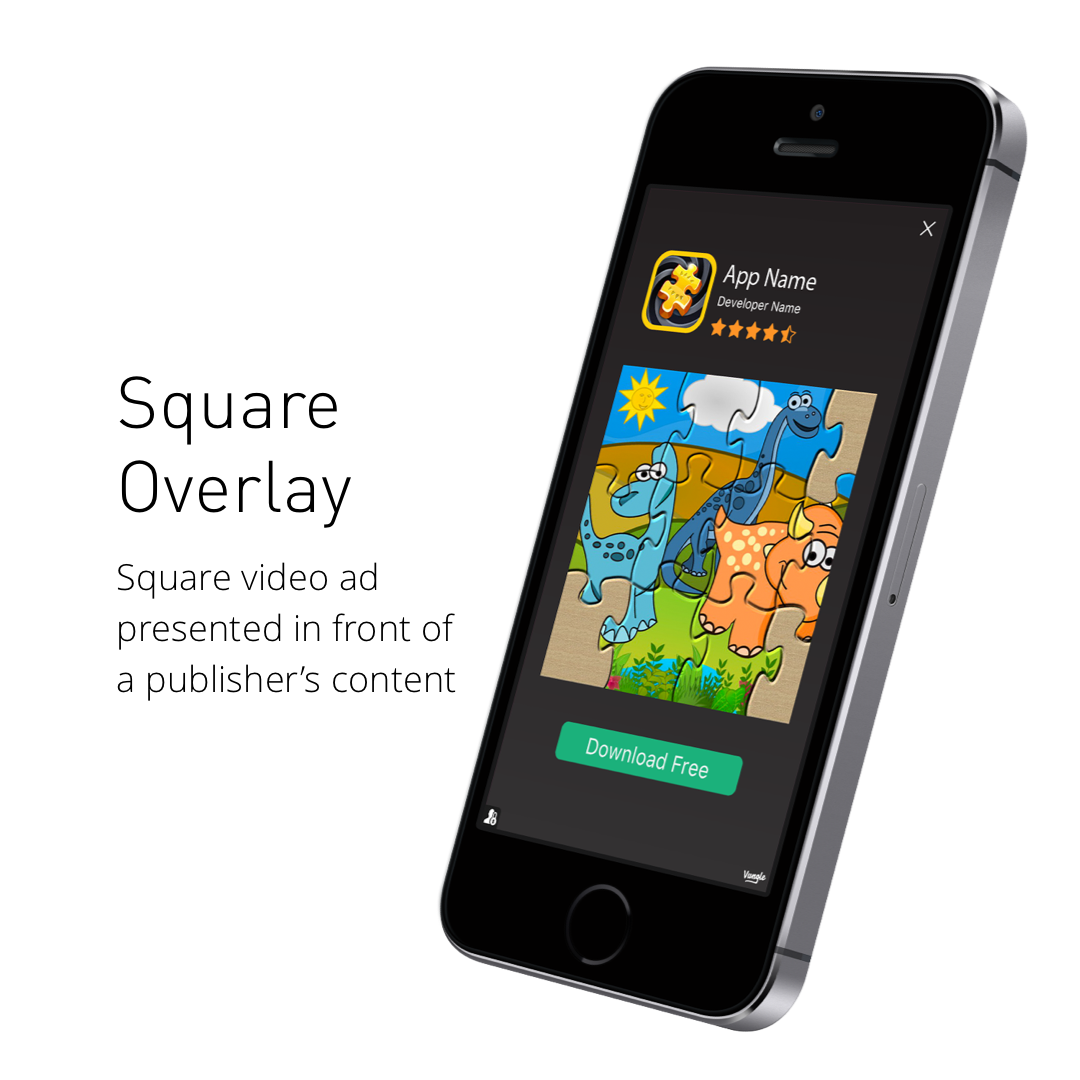 Square
Overlay
Square video ad
presented in front of
a publisher’s content
App Name
Developer Name
Download Free
Vungle